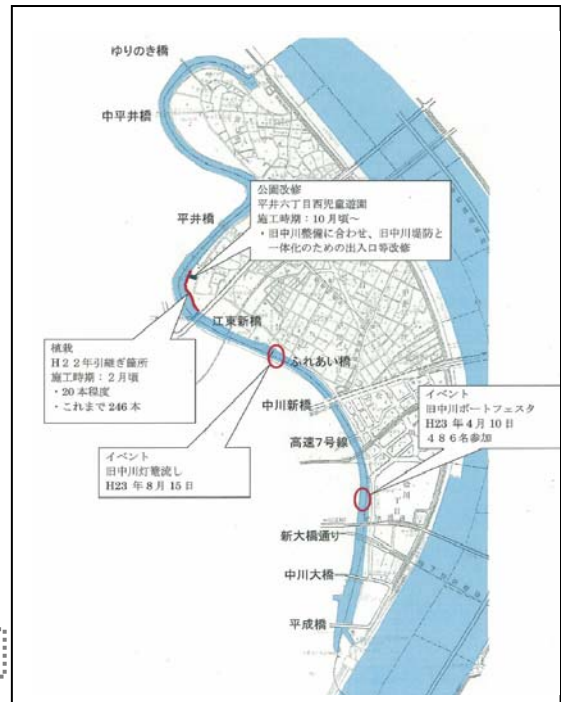 ゆりのき橋
中平井橋
公園改修
平井六丁目西児童遊園
施工時期：10月頃～
・旧中川整備に合わせ、旧中川堤防と
一体化のための出入口等改修
平井橋
江東新橋
植栽
H22年引継ぎ箇所
施工時期：2月頃
・20本程度
・これまで246本
ふれあい橋
イベント
旧中川ボートフェスタ
H23年4月10日
486名参加
中川新橋
イベント
旧中川灯籠流し
H23年8月15日
高速7号線
新大橋通り
中川大橋
平成橋